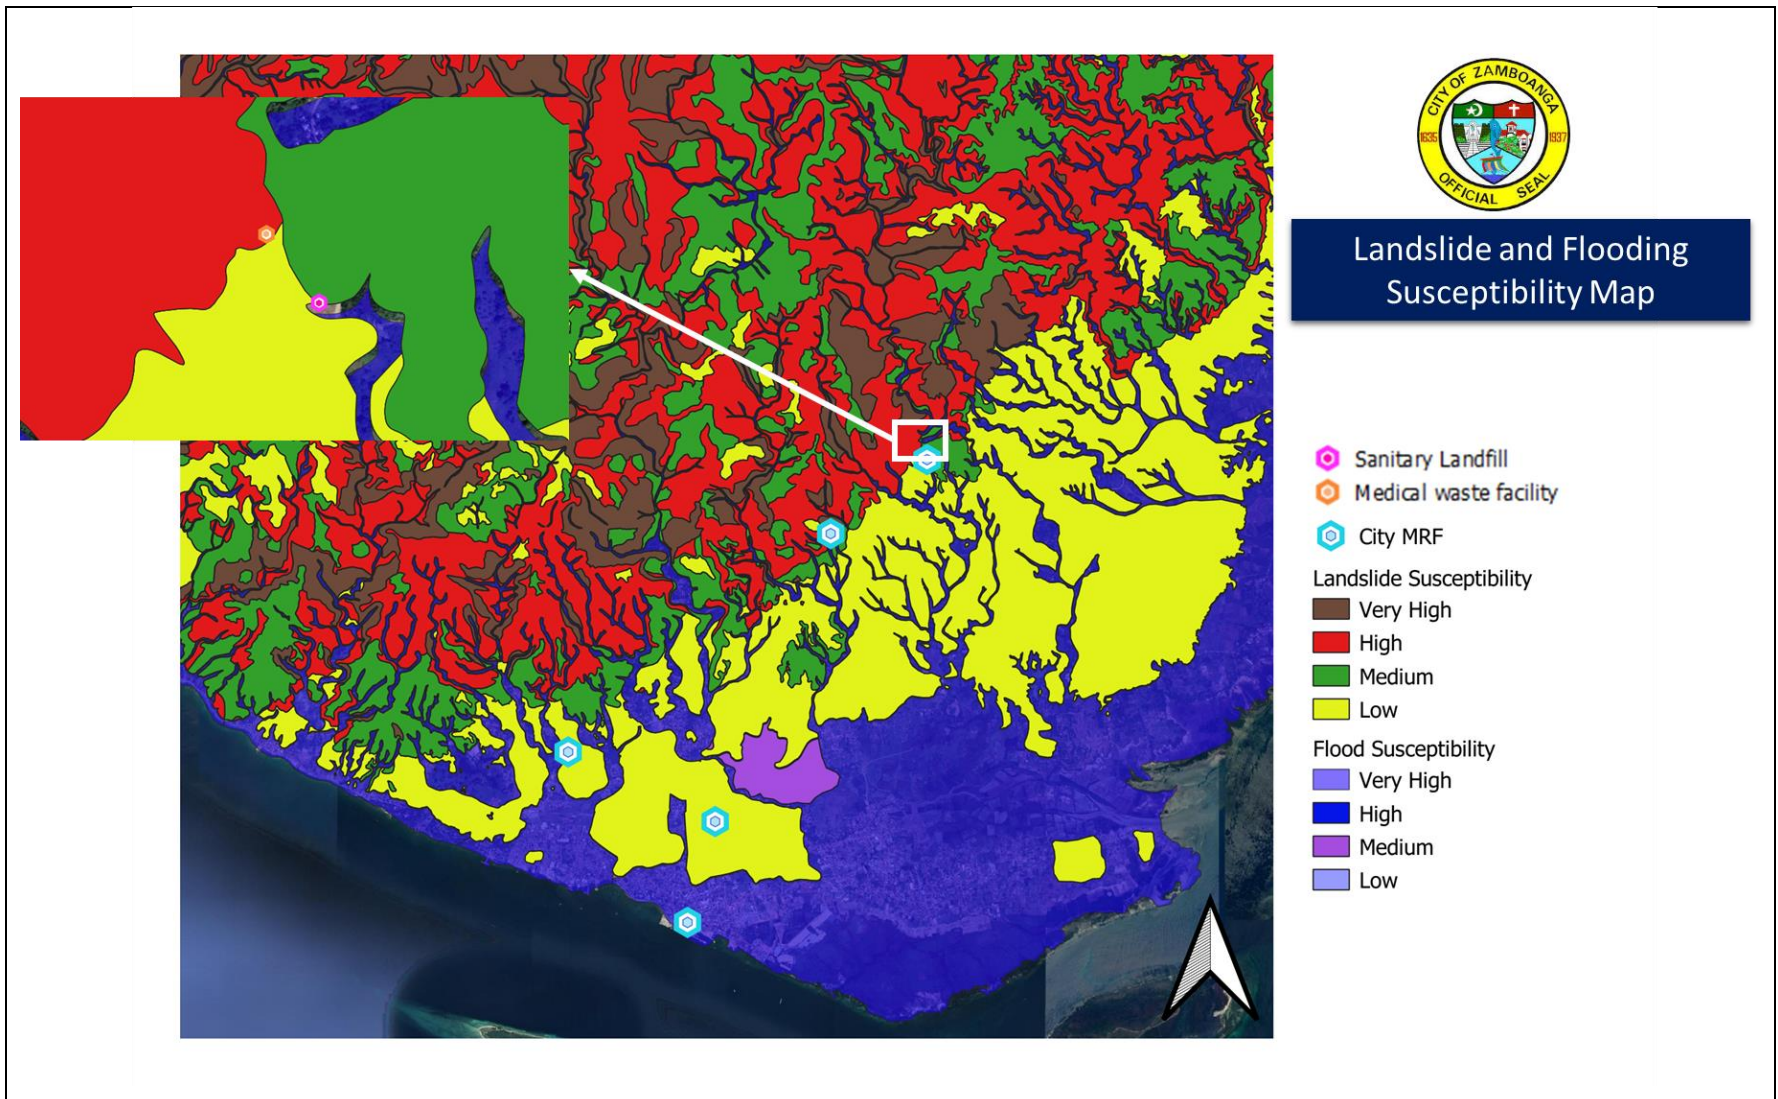 CITY OF ZAMBOANGA
1635
1937
OFFICIAL SEAL
Landslide and Flooding
Susceptibility Map
Sanitary Landfill
Medical waste facility
City MRF
Landslide Susceptibility
Very High
High
Medium
Low
Flood Susceptibility
Very High
High
Medium
Low